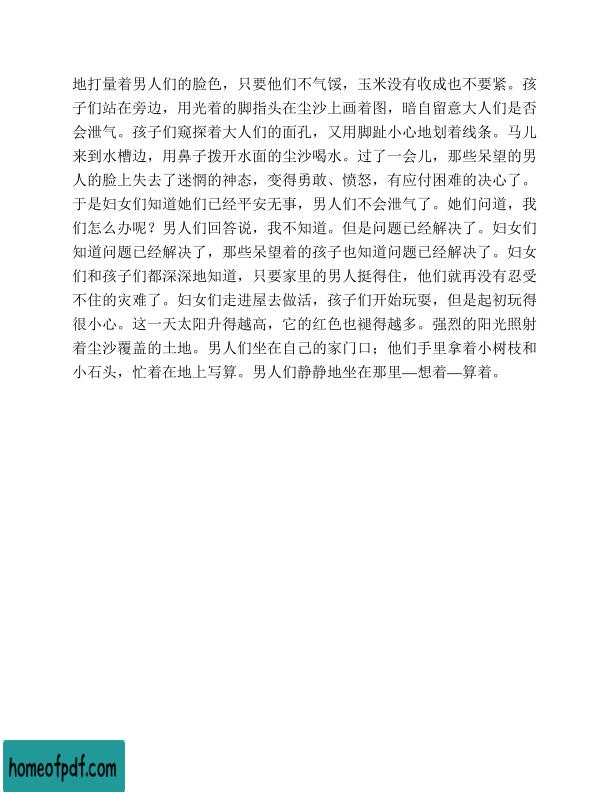 地打量着男人们的脸色，只要他们不气馁，玉米没有收成也不要紧。孩
子们站在旁边，用光着的脚指头在尘沙上画着图，暗自留意大人们是否
会泄气。孩子们窥探着大人们的面孔，又用脚趾小心地划着线条。马儿
来到水槽边，用鼻子拨开水面的尘沙喝水。过了一会儿，那些呆望的男
人的脸上失去了迷惘的神态，变得勇敢、愤怒，有应付困难的决心了。
于是妇女们知道她们已经平安无事，男人们不会泄气了。她们问道，我
们怎么办呢？男人们回答说，我不知道。但是问题已经解决了。妇女们
知道问题已经解决了，那些呆望着的孩子也知道问题已经解决了。妇女
们和孩子们都深深地知道，只要家里的男人挺得住，他们就再没有忍受
不住的灾难了。妇女们走进屋去做活，孩子们开始玩耍，但是起初玩得
很小心。这一天太阳升得越高，它的红色也褪得越多。强烈的阳光照射
着尘沙覆盖的土地。男人们坐在自己的家门口；他们手里拿着小树枝和
小石头，忙着在地上写算。男人们静静地坐在那里—想着—算着。
homeofpdf.com